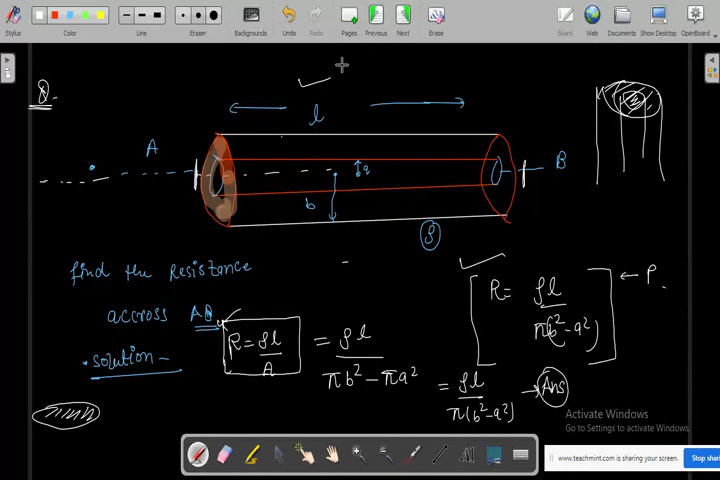 Stylus
Color
Line
Eraser
Backgrounds
Undo
Redo
Pages
Previous
Next
Erase
Board
Web
Documents
Show Desktop
OpenBoard
Q.
l
A
a
B
b
ρ
find the Resistance
accross AB
solution -
R = ρl/A = ρl/πb²-πa²
= ρl/π(b²-a²) → Ans
R = ρl/π(b²-a²) ← P.
Activate Windows
Go to Settings to activate Windows.
www.teachmint.com is sharing your screen.
Stop shar